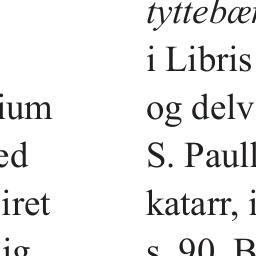 ium
ed
iret
ig
tyttebær
i Libris
og delv
S. Paull
katarr, i
s. 90. B